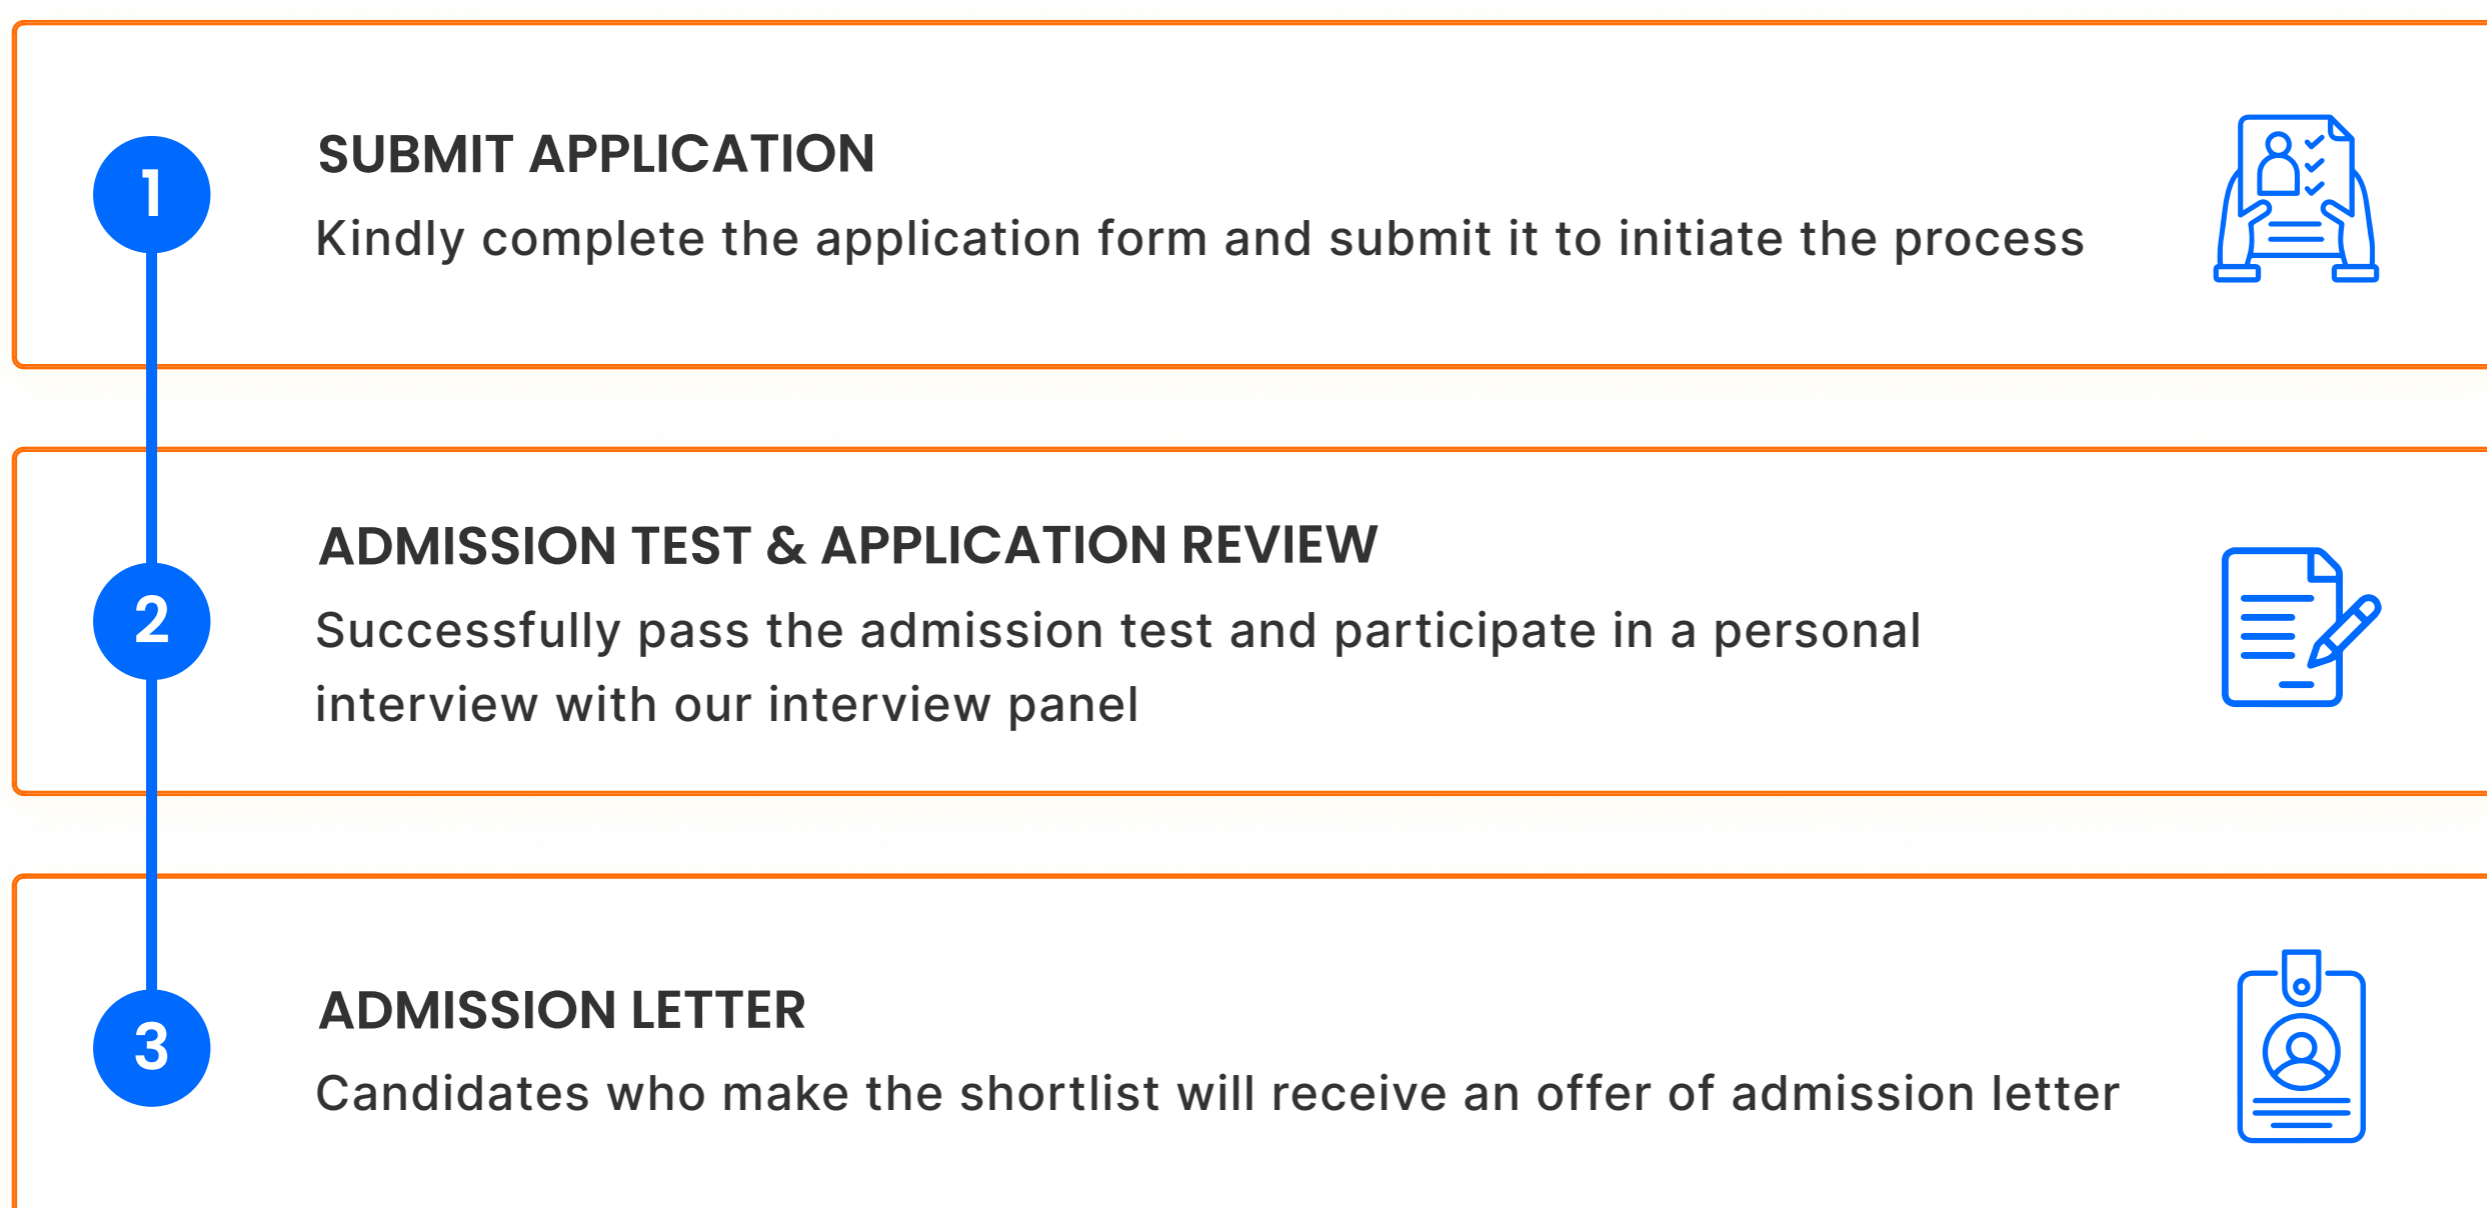 1
SUBMIT APPLICATION
Kindly complete the application form and submit it to initiate the process
2
ADMISSION TEST & APPLICATION REVIEW
Successfully pass the admission test and participate in a personal
interview with our interview panel
3
ADMISSION LETTER
Candidates who make the shortlist will receive an offer of admission letter